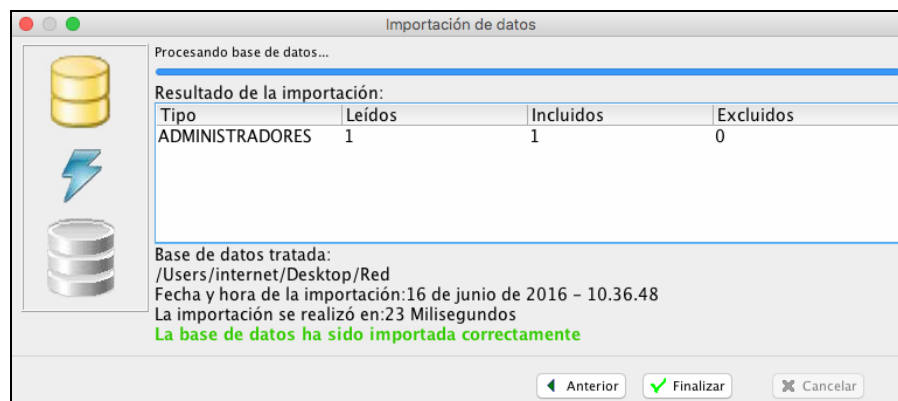 Importación de datos
Procesando base de datos...
Resultado de la importación:
Tipo Leídos Incluidos Excluidos
ADMINISTRADORES 1 1 0
Base de datos tratada:
/Users/internet/Desktop/Red
Fecha y hora de la importación:16 de junio de 2016 - 10.36.48
La importación se realizó en:23 Milisegundos
La base de datos ha sido importada correctamente
Anterior Finalizar Cancelar